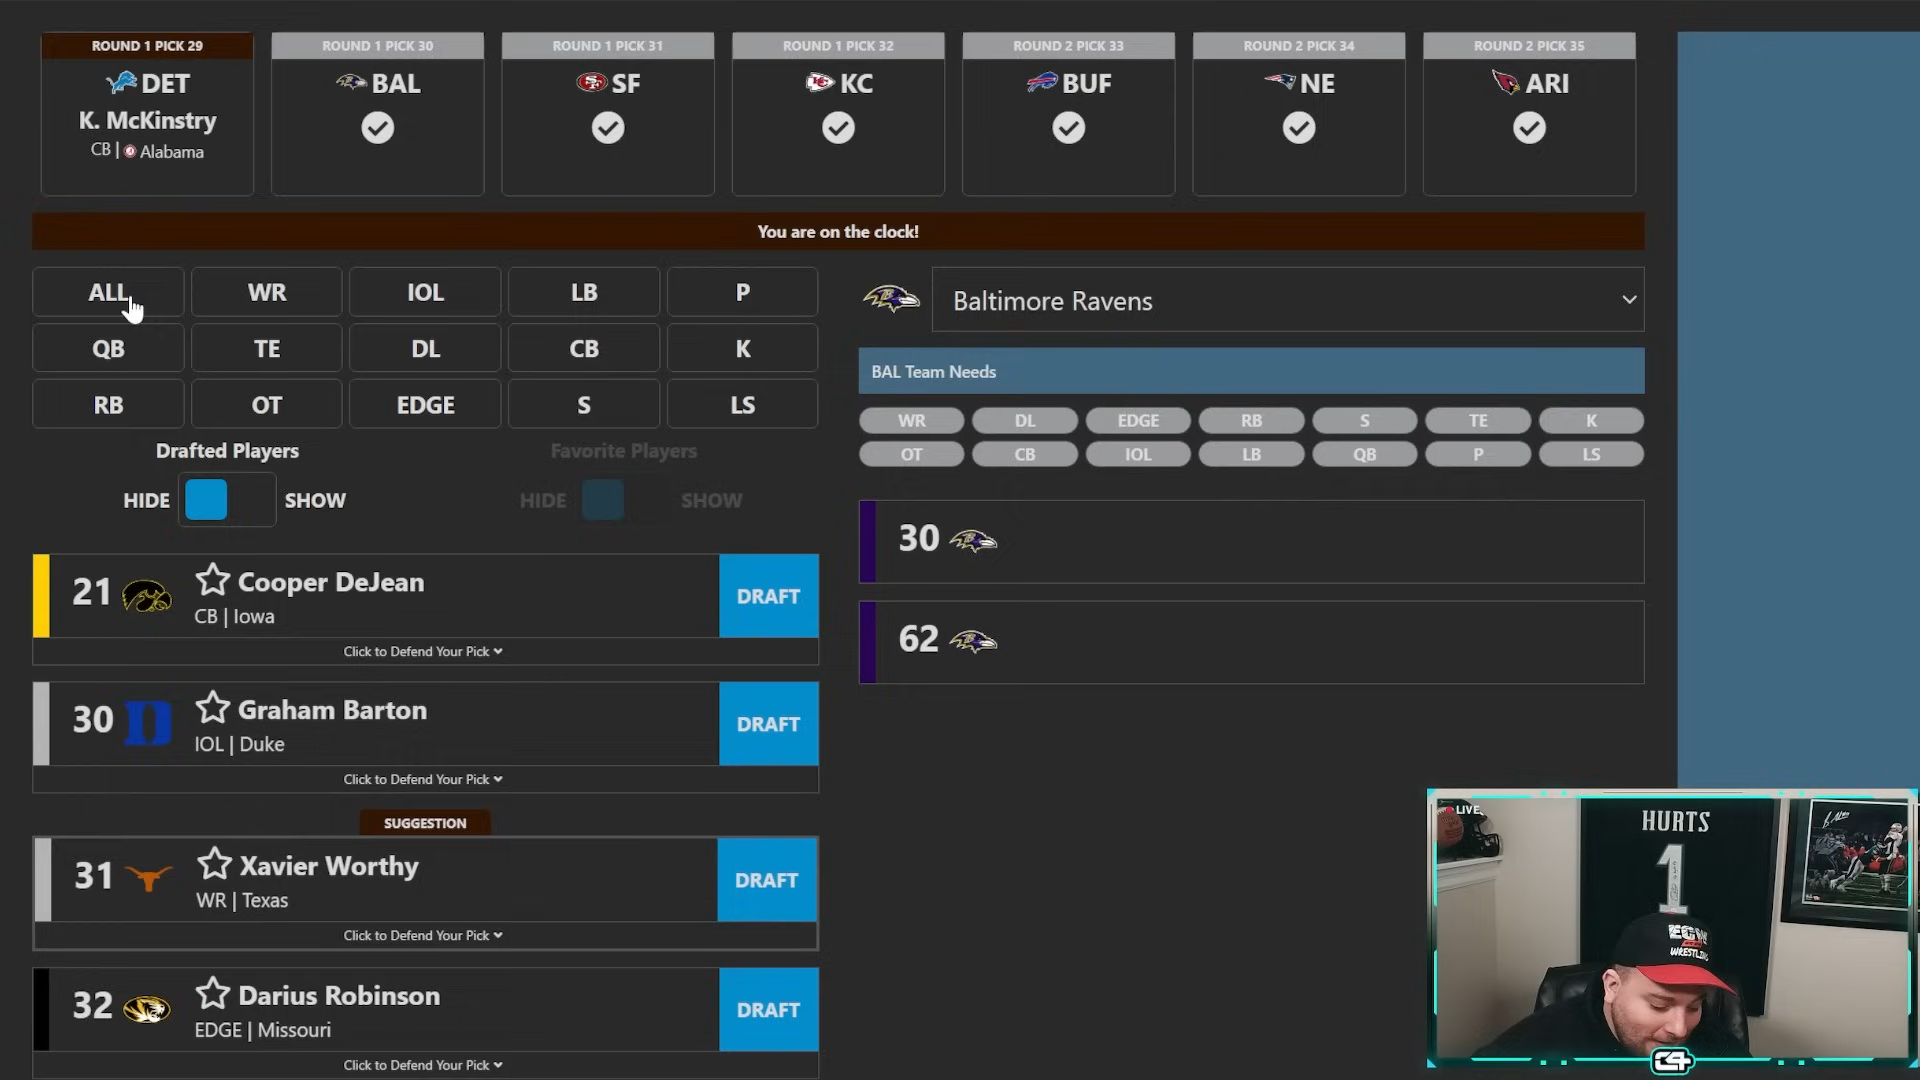 ROUND 1 PICK 29
DET
K. McKinstry
CB | Alabama
ROUND 1 PICK 30
BAL
ROUND 1 PICK 31
SF
ROUND 1 PICK 32
KC
ROUND 2 PICK 33
BUF
ROUND 2 PICK 34
NE
ROUND 2 PICK 35
ARI
You are on the clock!
ALL WR IOL LB P
QB TE DL CB K
RB OT EDGE S LS
Drafted Players
HIDE SHOW
Favorite Players
HIDE SHOW
21 Cooper DeJean
CB | Iowa
DRAFT
Click to Defend Your Pick
30 Graham Barton
IOL | Duke
DRAFT
Click to Defend Your Pick
SUGGESTION
31 Xavier Worthy
WR | Texas
DRAFT
Click to Defend Your Pick
32 Darius Robinson
EDGE | Missouri
DRAFT
Click to Defend Your Pick
Baltimore Ravens
BAL Team Needs
WR DL EDGE RB S TE K
OT CB IOL LB QB P LS
30
62
LIVE
HURTS
1
ECW
WRESTLING
C4